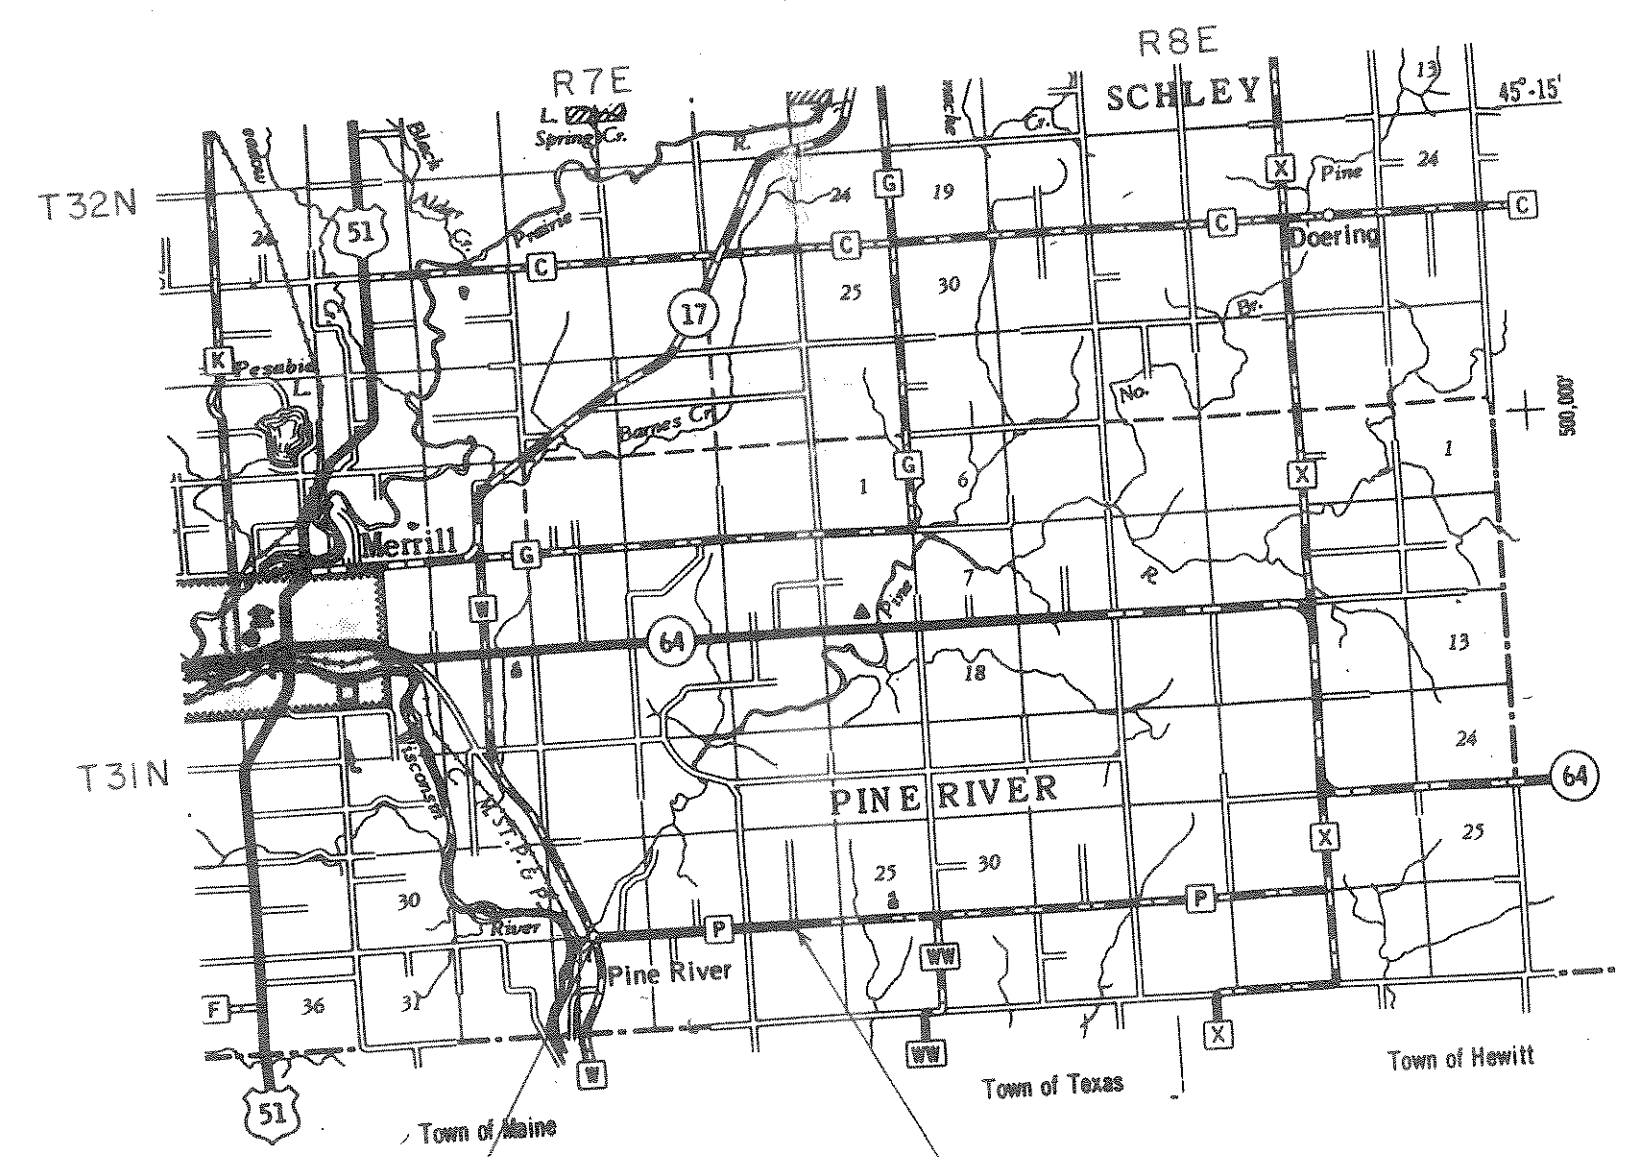 R8E
R7E
SCHLEY
13
45°-15'
L.
Spring Cr.
Black
Cr.
R.
T32N
G
X
Pine
24
24
19
24
51
Alder
Cr.
Prairie
C
C
C
C
Doering
25
30
17
Br.
Cr.
K
Pesabic
L.
No.
500,000'
Barnes Cr.
1
G
6
1
X
Merrill
G
7
R
W
Pine
64
13
18
24
T31N
Wisconsin
PINE RIVER
64
X
25
25
30
30
P
P
River
WW
Pine River
F
36
31
X
WW
W
51
Town of Hewitt
Town of Texas
Town of Maine